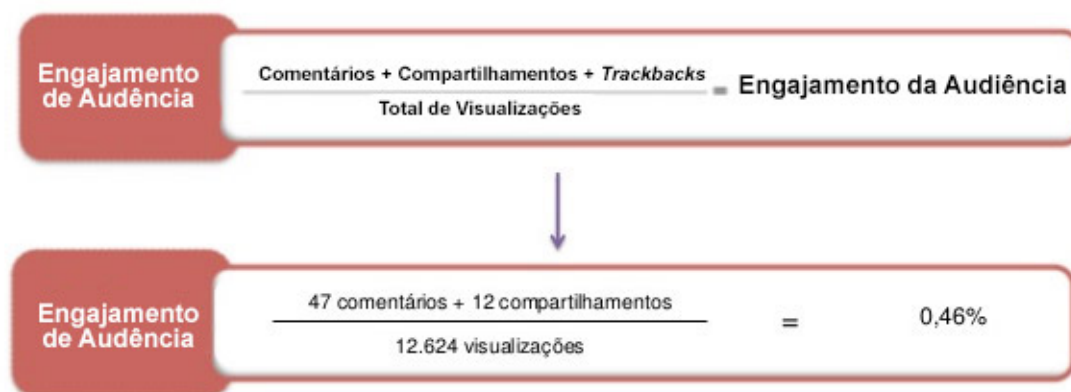 Engajamento
de Audência
Comentários + Compartilhamentos + Trackbacks
Total de Visualizações
= Engajamento da Audiência
Engajamento
de Audência
47 comentários + 12 compartilhamentos
12.624 visualizações
= 0,46%